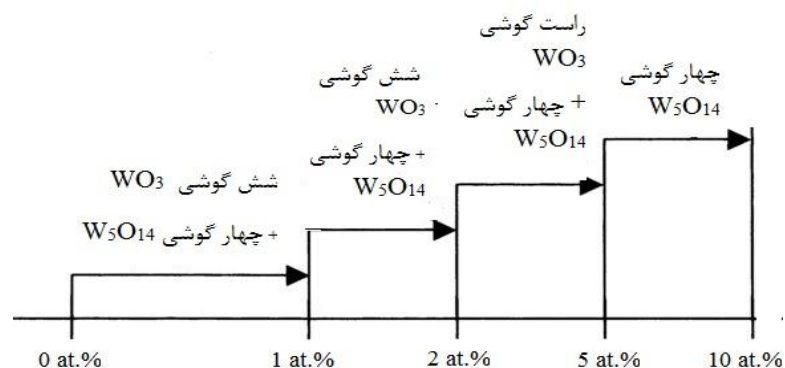 شش گوشی WO3
+ چهار گوشی W5O14
شش گوشی
WO3
+ چهار گوشی
W5O14
راست گوشی
WO3
+ چهار گوشی
W5O14
چهار گوشی
W5O14
0 at.% 1 at.% 2 at.% 5 at.% 10 at.%